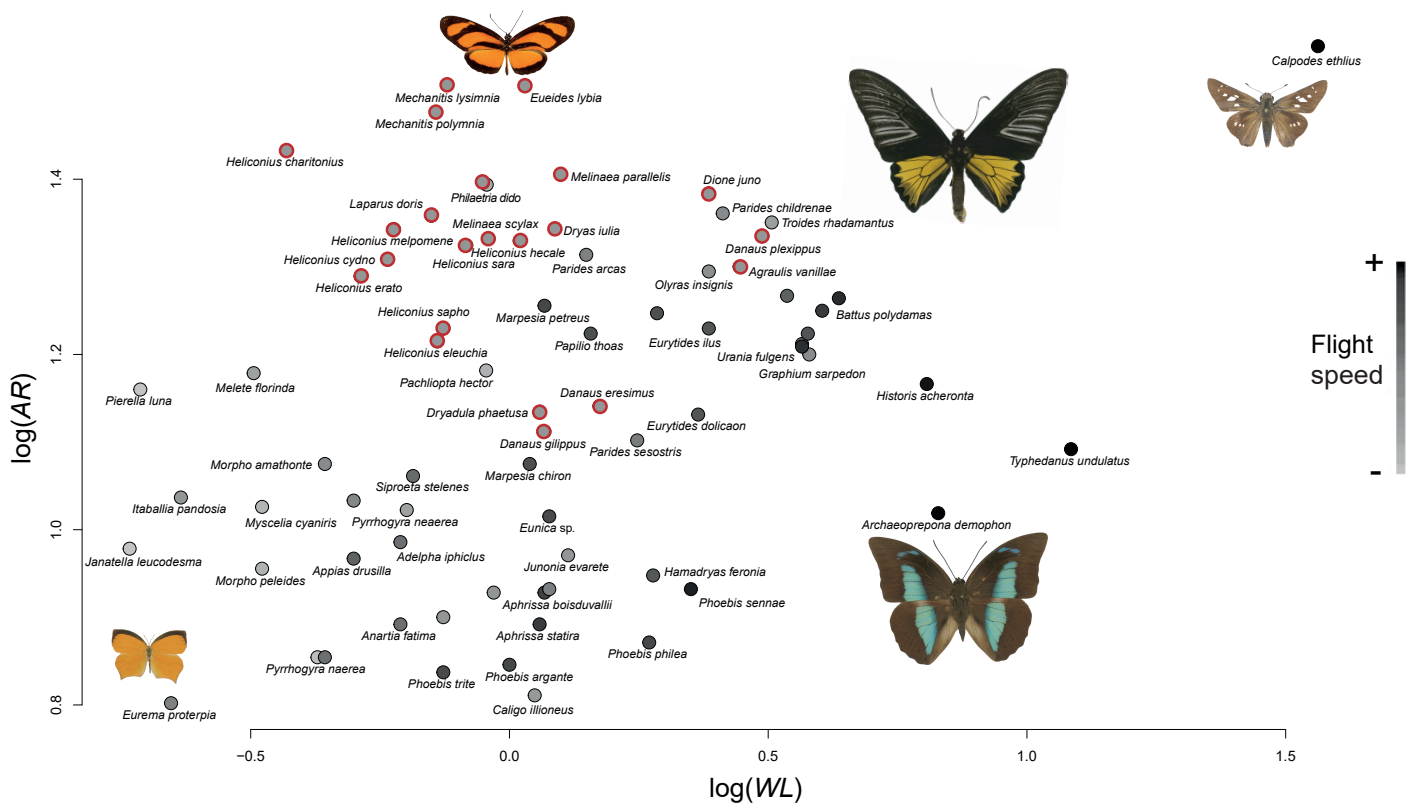 Calpodes ethlius
Mechanitis lysimnia
Eueides lybia
Mechanitis polymnia
Heliconius charitonius
1.4
Philaetria dido
Melinaea parallelis
Dione juno
Laparus doris
Parides childrenae
Melinaea scylax
Dryas iulia
Troides rhadamantus
Heliconius melpomene
Heliconius hecale
Danaus plexippus
Heliconius cydno
Heliconius sara
Parides arcas
Agraulis vanillae
Heliconius erato
Olyras insignis
+
Heliconius sapho
Marpesia petreus
Battus polydamas
Heliconius eleuchia
Papilio thoas
Eurytides ilus
Urania fulgens
Flight
speed
1.2
Graphium sarpedon
Pachliopta hector
Melete florinda
Pierella luna
Danaus eresimus
Historis acheronta
Dryadula phaetusa
Eurytides dolicaon
Danaus gilippus
Parides sesostris
log(AR)
Morpho amathonte
Marpesia chiron
Typhedanus undulatus
-
Siproeta stelenes
Itaballia pandosia
Myscelia cyaniris
Pyrrhogyra neaerea
Eunica sp.
Archaeoprepona demophon
1.0
Janatella leucodesma
Adelpha iphiclus
Morpho peleides
Appias drusilla
Junonia evarete
Hamadryas feronia
Aphrissa boisduvallii
Phoebis sennae
Anartia fatima
Aphrissa statira
Pyrrhogyra naerea
Phoebis philea
Phoebis trite
Phoebis argante
0.8
Eurema proterpia
Caligo illioneus
−0.5
0.0
0.5
1.0
1.5
log(WL)